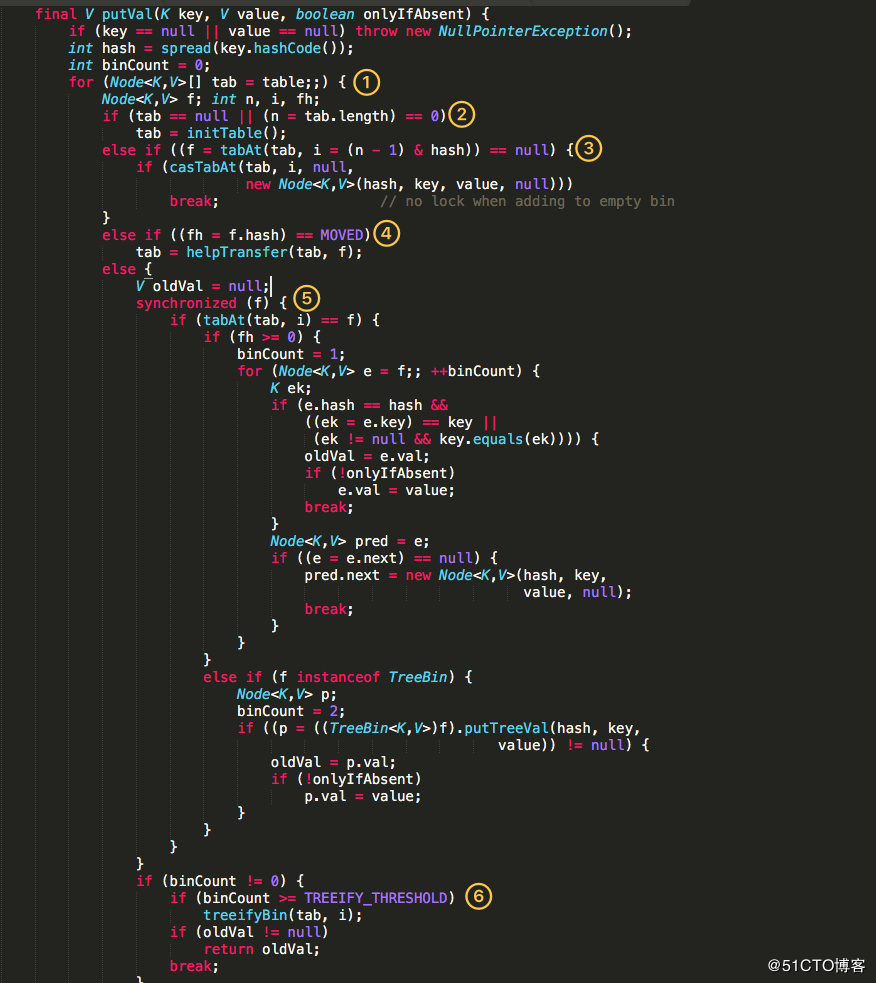 final V putVal(K key, V value, boolean onlyIfAbsent) {
if (key == null || value == null) throw new NullPointerException();
int hash = spread(key.hashCode());
int binCount = 0;
for (Node<K,V>[] tab = table;;) { ①
Node<K,V> f; int n, i, fh;
if (tab == null || (n = tab.length) == 0) ②
tab = initTable();
else if ((f = tabAt(tab, i = (n - 1) & hash)) == null) { ③
if (casTabAt(tab, i, null,
new Node<K,V>(hash, key, value, null)))
break; // no lock when adding to empty bin
}
else if ((fh = f.hash) == MOVED) ④
tab = helpTransfer(tab, f);
else {
V oldVal = null;
synchronized (f) { ⑤
if (tabAt(tab, i) == f) {
if (fh >= 0) {
binCount = 1;
for (Node<K,V> e = f;; ++binCount) {
K ek;
if (e.hash == hash &&
((ek = e.key) == key ||
(ek != null && key.equals(ek)))) {
oldVal = e.val;
if (!onlyIfAbsent)
e.val = value;
break;
}
Node<K,V> pred = e;
if ((e = e.next) == null) {
pred.next = new Node<K,V>(hash, key,
value, null);
break;
}
}
}
else if (f instanceof TreeBin) {
Node<K,V> p;
binCount = 2;
if ((p = ((TreeBin<K,V>)f).putTreeVal(hash, key,
value)) != null) {
oldVal = p.val;
if (!onlyIfAbsent)
p.val = value;
}
}
}
}
if (binCount != 0) {
if (binCount >= TREEIFY_THRESHOLD) ⑥
treeifyBin(tab, i);
if (oldVal != null)
return oldVal;
break;
}
@51CTO博客